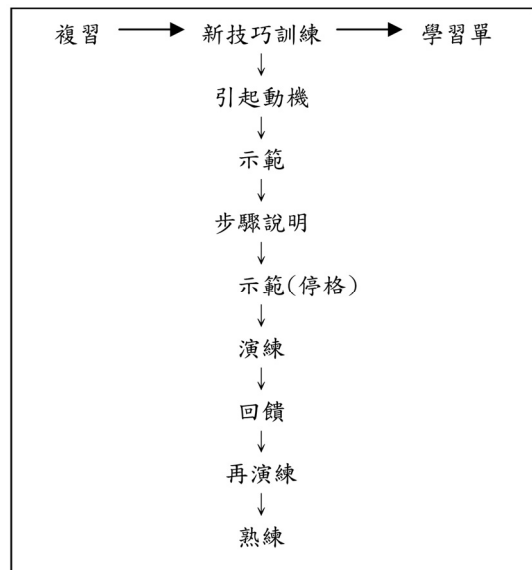 複習 → 新技巧訓練 → 學習單
↓
引起動機
↓
示範
↓
步驟說明
↓
示範(停格)
↓
演練
↓
回饋
↓
再演練
↓
熟練